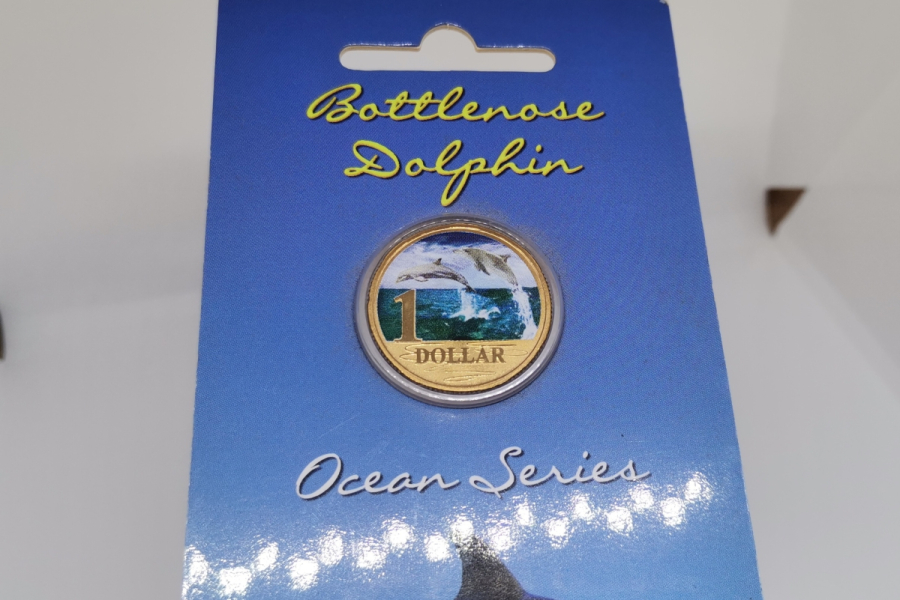 Bottlenose
Dolphin
1
DOLLAR
Ocean Series